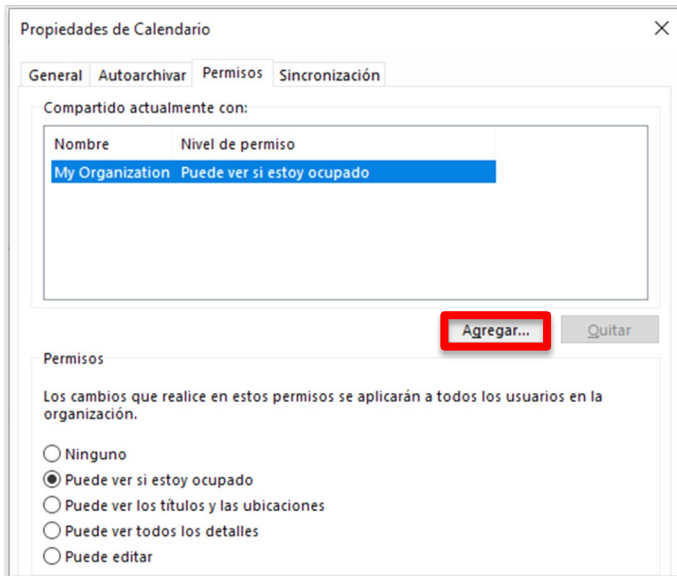 Propiedades de Calendario
General Autoarchivar Permisos Sincronización
Compartido actualmente con:
Nombre Nivel de permiso
My Organization Puede ver si estoy ocupado
Agregar... Quitar
Permisos
Los cambios que realice en estos permisos se aplicarán a todos los usuarios en la
organización.
Ninguno
Puede ver si estoy ocupado
Puede ver los títulos y las ubicaciones
Puede ver todos los detalles
Puede editar